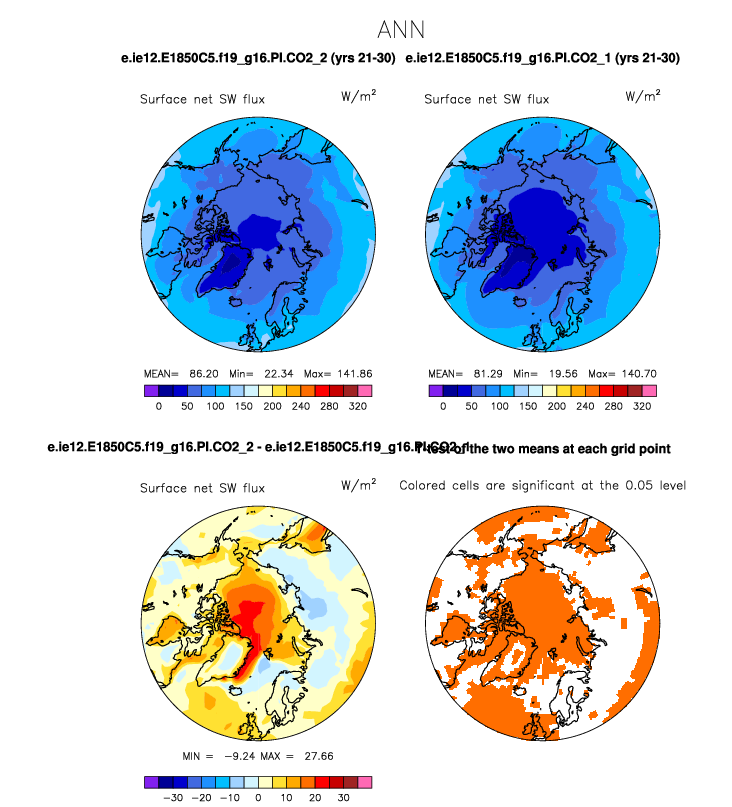 ANN
e.ie12.E1850C5.f19_g16.PI.CO2_2 (yrs 21-30) e.ie12.E1850C5.f19_g16.PI.CO2_1 (yrs 21-30)
Surface net SW flux W/m² Surface net SW flux W/m²
MEAN= 86.20 Min= 22.34 Max= 141.86 MEAN= 81.29 Min= 19.56 Max= 140.70
0 50 100 150 200 240 280 320 0 50 100 150 200 240 280 320
e.ie12.E1850C5.f19_g16.PI.CO2_2 - e.ie12.E1850C5.f19_g16.PI.CO2_1 T-test of the two means at each grid point
Surface net SW flux W/m² Colored cells are significant at the 0.05 level
MIN = -9.24 MAX = 27.66
-30 -20 -10 0 10 20 30